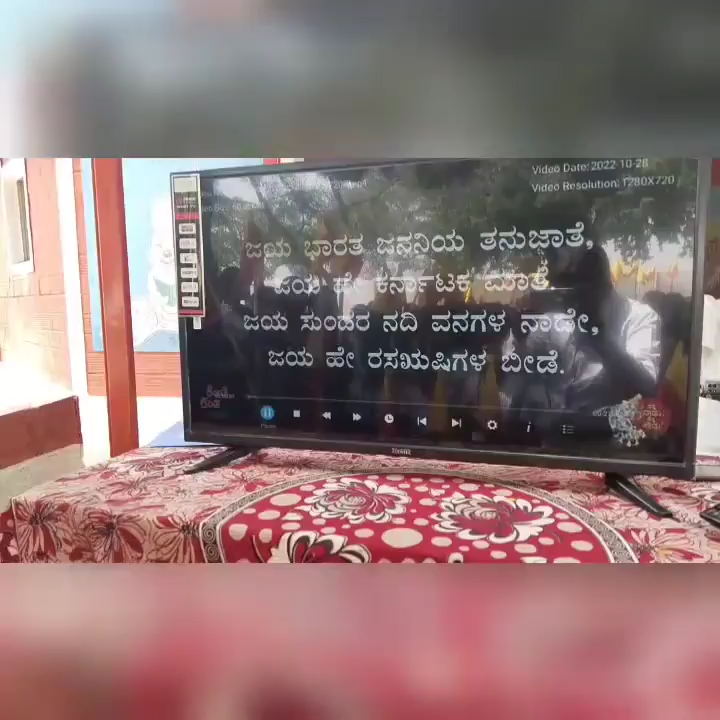 Video Date: 2022-10-28
Video Resolution: 1280X720
ಜಯ ಭಾರತ ಜನನಿಯ ತನುಜಾತೆ,
ಜಯ ಹೇ ಕರ್ನಾಟಕ ಮಾತೆ
ಜಯ ಸುಂದರ ನದಿ ವನಗಳ ನಾಡೇ,
ಜಯ ಹೇ ರಸಋಷಿಗಳ ಬೀಡೆ.